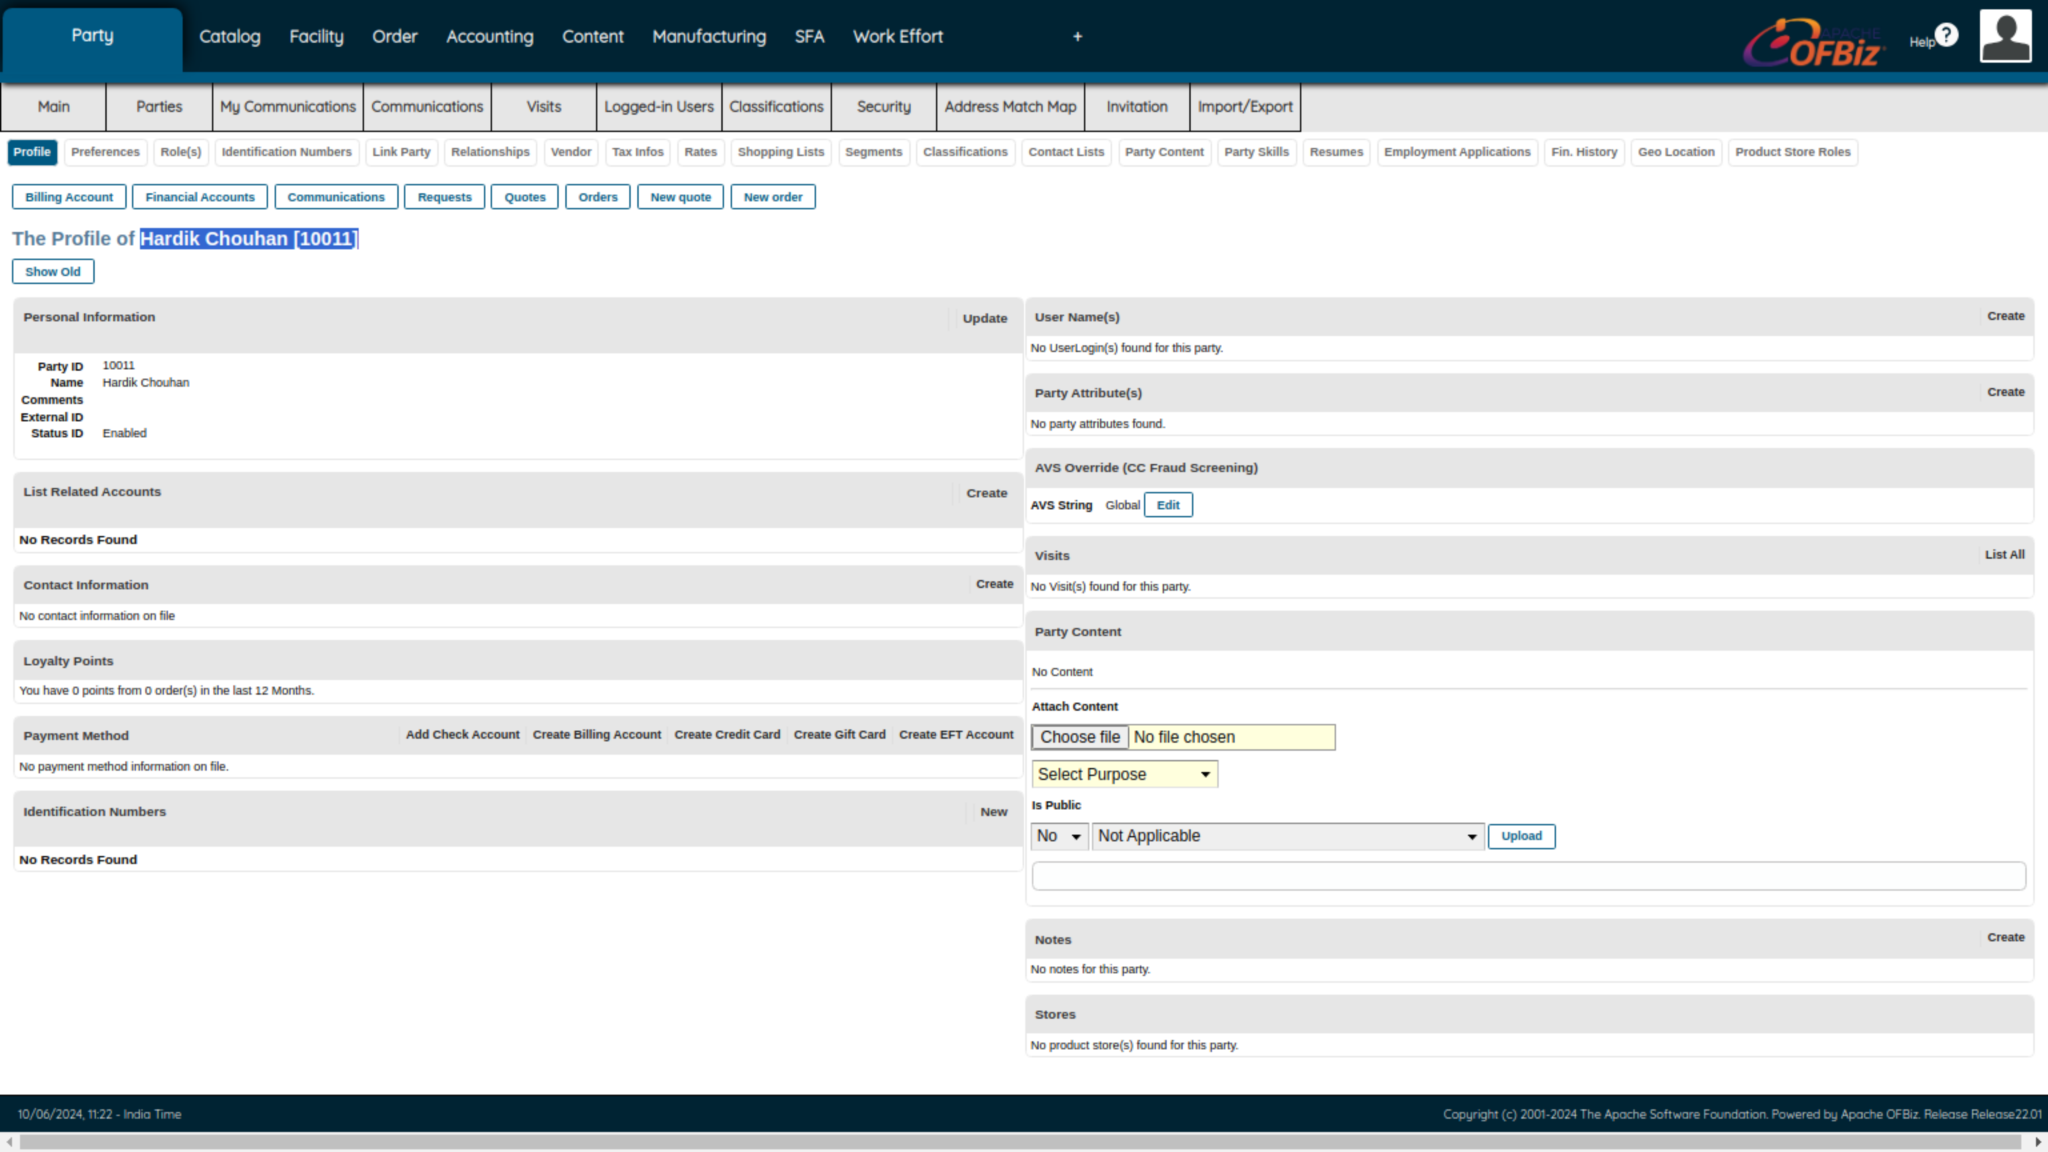 Party Catalog Facility Order Accounting Content Manufacturing SFA Work Effort + APACHE OFBiz Help ?
Main Parties My Communications Communications Visits Logged-in Users Classifications Security Address Match Map Invitation Import/Export
Profile Preferences Role(s) Identification Numbers Link Party Relationships Vendor Tax Infos Rates Shopping Lists Segments Classifications Contact Lists Party Content Party Skills Resumes Employment Applications Fin. History Geo Location Product Store Roles
Billing Account Financial Accounts Communications Requests Quotes Orders New quote New order
The Profile of Hardik Chouhan [10011]
Show Old
Personal Information Update
Party ID 10011
Name Hardik Chouhan
Comments
External ID
Status ID Enabled
List Related Accounts Create
No Records Found
Contact Information Create
No contact information on file
Loyalty Points
You have 0 points from 0 order(s) in the last 12 Months.
Payment Method Add Check Account Create Billing Account Create Credit Card Create Gift Card Create EFT Account
No payment method information on file.
Identification Numbers New
No Records Found
User Name(s) Create
No UserLogin(s) found for this party.
Party Attribute(s) Create
No party attributes found.
AVS Override (CC Fraud Screening)
AVS String Global Edit
Visits List All
No Visit(s) found for this party.
Party Content
No Content
Attach Content
Choose file No file chosen
Select Purpose
Is Public
No Not Applicable Upload
Notes Create
No notes for this party.
Stores
No product store(s) found for this party.
10/06/2024, 11:22 - India Time Copyright (c) 2001-2024 The Apache Software Foundation. Powered by Apache OFBiz. Release Release22.01